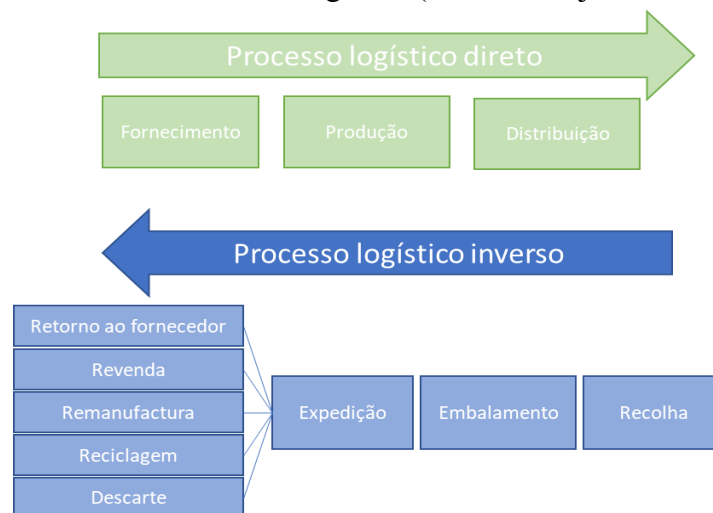 Processo logístico direto
Fornecimento
Produção
Distribuição
Processo logístico inverso
Retorno ao fornecedor
Revenda
Remanufactura
Reciclagem
Descarte
Expedição
Embalamento
Recolha